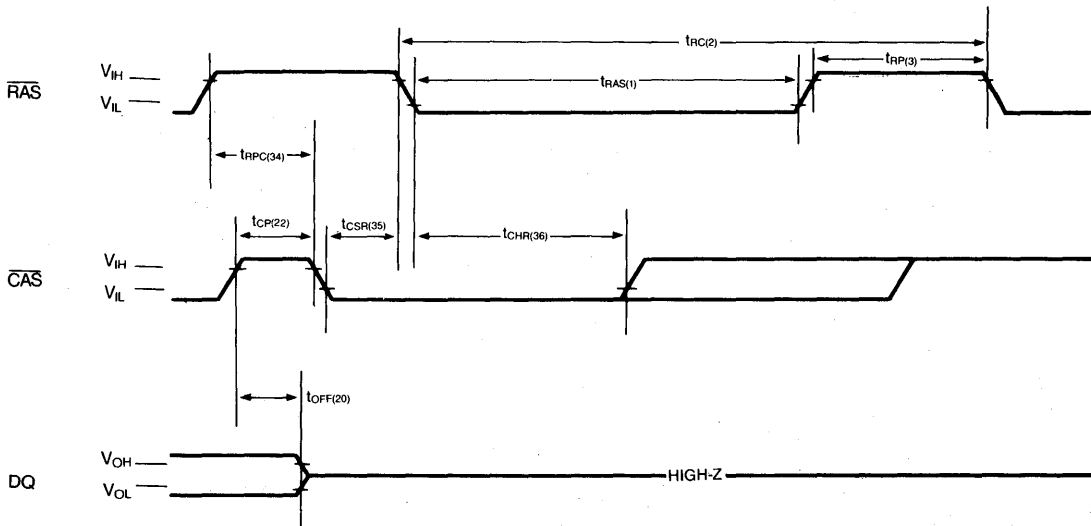 tRC(2)
tRP(3)
VIH
tRAS(1)
RAS
VIL
tRPC(34)
tCP(22)
tCSR(35)
tCHR(36)
VIH
CAS
VIL
tOFF(20)
VOH
HIGH-Z
DQ
VOL